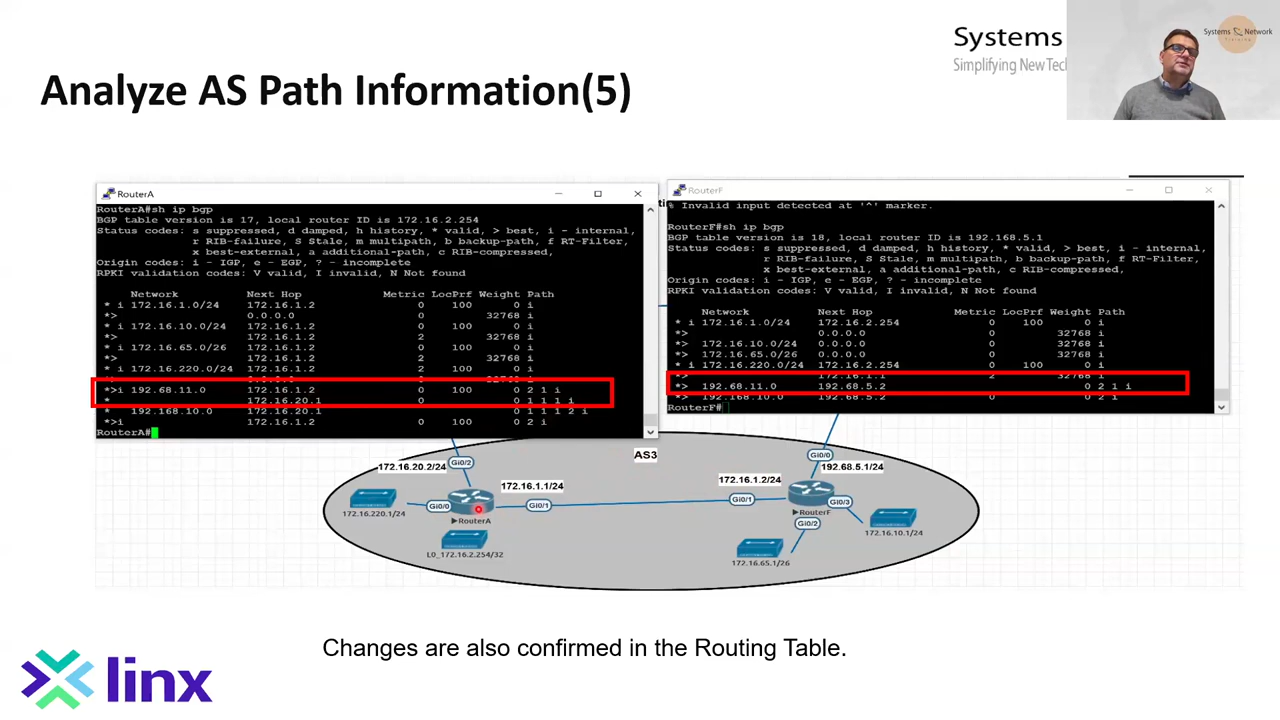 Systems
Simplifying New Tec
Systems Network
Training
Analyze AS Path Information(5)
RouterA
RouterA#sh ip bgp
BGP table version is 17, local router ID is 172.16.2.254
Status codes: s suppressed, d damped, h history, * valid, > best, i - internal,
r RIB-failure, S Stale, m multipath, b backup-path, f RT-Filter,
x best-external, a additional-path, c RIB-compressed,
Origin codes: i - IGP, e - EGP, ? - incomplete
RPKI validation codes: V valid, I invalid, N Not found
Network Next Hop Metric LocPrf Weight Path
* i 172.16.1.0/24 172.16.1.2 0 100 0 i
*> 0.0.0.0 0 32768 i
* i 172.16.10.0/24 172.16.1.2 0 100 0 i
*> 172.16.1.2 2 32768 i
* i 172.16.65.0/26 172.16.1.2 0 100 0 i
*> 172.16.1.2 2 32768 i
* i 172.16.220.0/24 172.16.1.2 2 100 0 i
*>i 192.68.11.0 172.16.1.2 0 100 0 2 1 i
* 172.16.20.1 0 0 1 1 1 i
* 192.168.10.0 172.16.20.1 0 1 1 1 2 i
*>i 172.16.1.2 0 100 0 2 i
RouterA#
RouterF
% Invalid input detected at '^' marker.
RouterF#sh ip bgp
BGP table version is 18, local router ID is 192.168.5.1
Status codes: s suppressed, d damped, h history, * valid, > best, i - internal,
r RIB-failure, S Stale, m multipath, b backup-path, f RT-Filter,
x best-external, a additional-path, c RIB-compressed,
Origin codes: i - IGP, e - EGP, ? - incomplete
RPKI validation codes: V valid, I invalid, N Not found
Network Next Hop Metric LocPrf Weight Path
* i 172.16.1.0/24 172.16.2.254 0 100 0 i
*> 0.0.0.0 0 32768 i
*> 172.16.10.0/24 0.0.0.0 0 32768 i
*> 172.16.65.0/26 0.0.0.0 0 32768 i
* i 172.16.220.0/24 172.16.2.254 0 100 0 i
*> 172.16.1.1 2 32768 i
*> 192.68.11.0 192.68.5.2 0 2 1 i
*> 192.168.10.0 192.68.5.2 0 0 2 i
RouterF#
AS3
172.16.20.2/24
Gi0/2
172.16.1.1/24
172.16.1.2/24
Gi0/0
192.68.5.1/24
Gi0/0
Gi0/1
Gi0/1
Gi0/3
172.16.220.1/24
RouterA
RouterF
Gi0/2
172.16.10.1/24
L0_172.16.2.254/32
172.16.65.1/26
Changes are also confirmed in the Routing Table.
linx